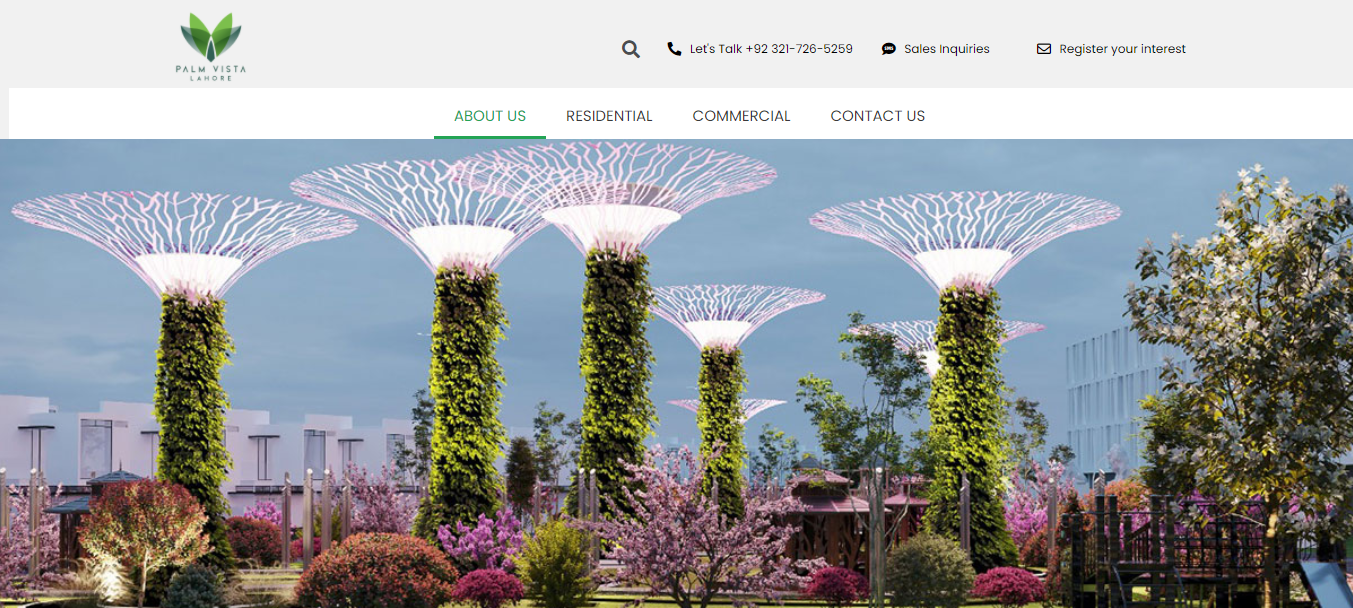 PALM VISTA
LAHORE
Let's Talk +92 321-726-5259
Sales Inquiries
Register your interest
ABOUT US
RESIDENTIAL
COMMERCIAL
CONTACT US